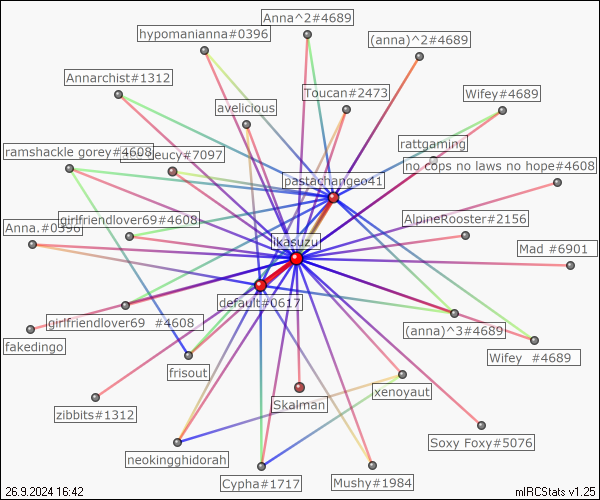 Anna^2#4689
hypomanianna#0396
(anna)^2#4689
Annarchist#1312
Toucan#2473
Wifey#4689
avelicious
rattgaming
ramshackle gorey#4608
leucy#7097
no cops no laws no hope#4608
pastachangeo41
Anna.#0396
girlfriendlover69#4608
AlpineRooster#2156
likasuzu
Mad #6901
default#0617
girlfriendlover69 #4608
(anna)^3#4689
fakedingo
Wifey #4689
frisout
xenoyaut
Skalman
zibbits#1312
Soxy Foxy#5076
neokingghidorah
Cypha#1717
Mushy#1984
26.9.2024 16:42
mIRCStats v1.25